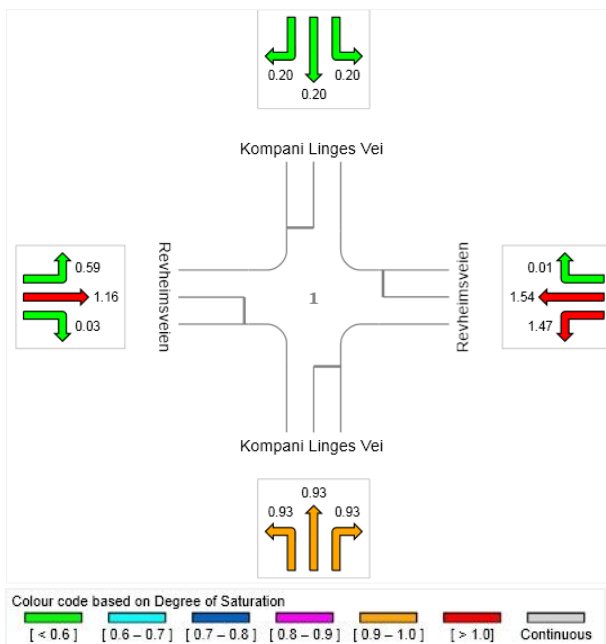 0.20 0.20
0.20
Kompani Linges Vei
Revheimsveien
0.59
1.16
0.03
1
Revheimsveien
0.01
1.54
1.47
Kompani Linges Vei
0.93
0.93 0.93
Colour code based on Degree of Saturation
[ < 0.6 ] [ 0.6 – 0.7 ] [ 0.7 – 0.8 ] [ 0.8 – 0.9 ] [ 0.9 – 1.0 ] [ > 1.0 ] Continuous